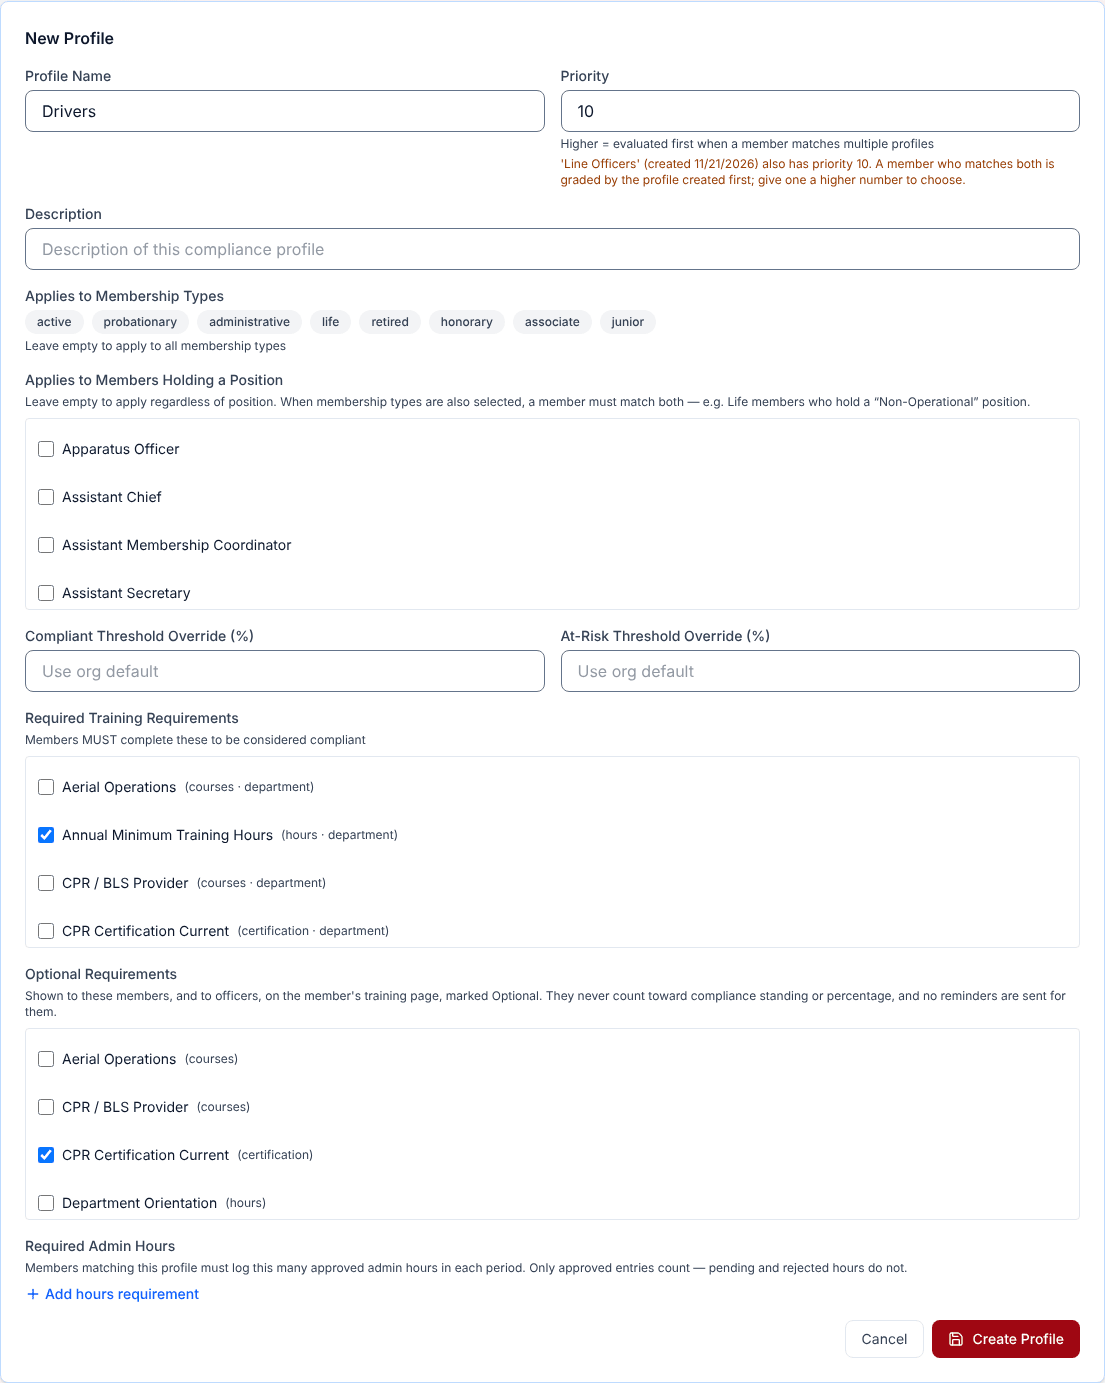 New Profile
Profile Name
Priority
Drivers
10
Higher = evaluated first when a member matches multiple profiles
'Line Officers' (created 11/21/2026) also has priority 10. A member who matches both is
graded by the profile created first; give one a higher number to choose.
Description
Description of this compliance profile
Applies to Membership Types
active probationary administrative life retired honorary associate junior
Leave empty to apply to all membership types
Applies to Members Holding a Position
Leave empty to apply regardless of position. When membership types are also selected, a member must match both — e.g. Life members who hold a “Non-Operational” position.
Apparatus Officer
Assistant Chief
Assistant Membership Coordinator
Assistant Secretary
Compliant Threshold Override (%)
At-Risk Threshold Override (%)
Use org default
Use org default
Required Training Requirements
Members MUST complete these to be considered compliant
Aerial Operations (courses · department)
Annual Minimum Training Hours (hours · department)
CPR / BLS Provider (courses · department)
CPR Certification Current (certification · department)
Optional Requirements
Shown to these members, and to officers, on the member's training page, marked Optional. They never count toward compliance standing or percentage, and no reminders are sent for
them.
Aerial Operations (courses)
CPR / BLS Provider (courses)
CPR Certification Current (certification)
Department Orientation (hours)
Required Admin Hours
Members matching this profile must log this many approved admin hours in each period. Only approved entries count — pending and rejected hours do not.
+ Add hours requirement
Cancel
Create Profile